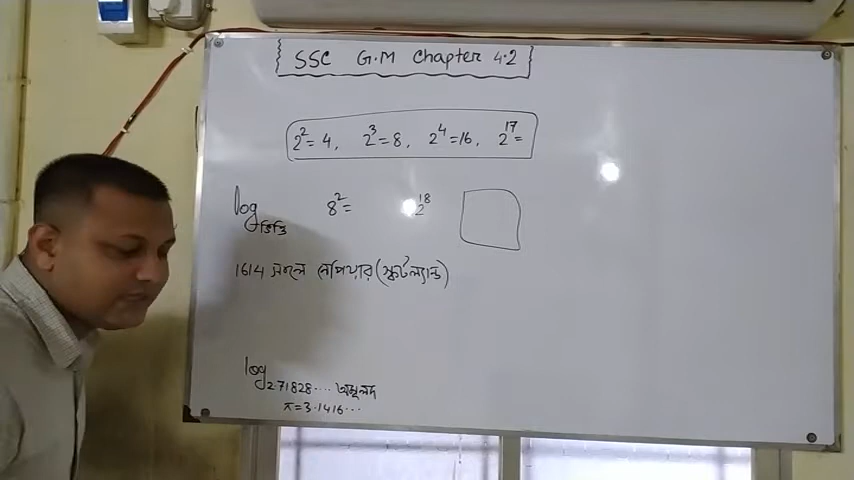 SSC G.M Chapter 4.2
2² = 4, 2³ = 8, 2⁴ = 16, 2¹⁷ =
log ভিত্তি 8² = 2¹⁸
1614 সালে নেপিয়ার (স্কটল্যান্ড)
log 2.71828... অমূলদ
π = 3.1416...